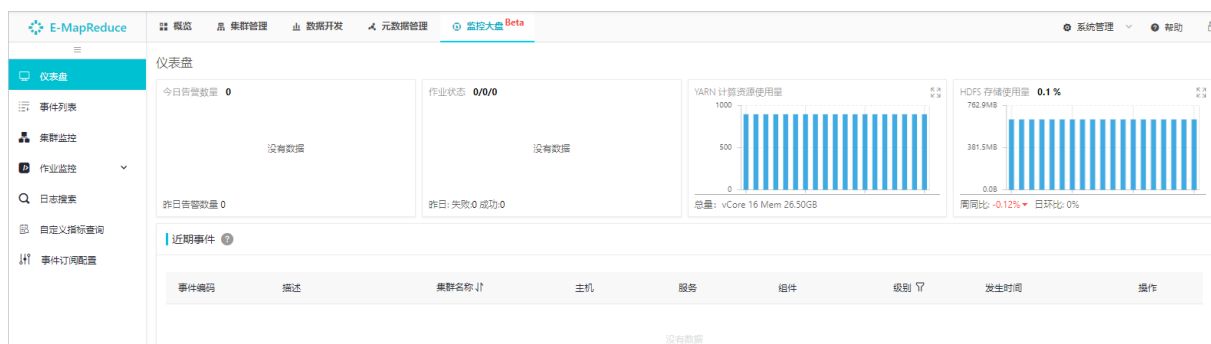 E-MapReduce
概览 集群管理 数据开发 元数据管理 监控大盘 Beta 系统管理 帮助
仪表盘
事件列表
集群监控
作业监控
日志搜索
自定义指标查询
事件订阅配置
仪表盘
今日告警数量 0
没有数据
昨日告警数量 0
作业状态 0/0/0
没有数据
昨日: 失败:0 成功:0
YARN 计算资源使用量
1000
500
0
总量: vCore 16 Mem 26.50GB
HDFS 存储使用量 0.1 %
762.9MB
381.5MB
0.0B
周同比: -0.12% 日环比: 0%
近期事件
事件编码 描述 集群名称 主机 服务 组件 级别 发生时间 操作
没有数据